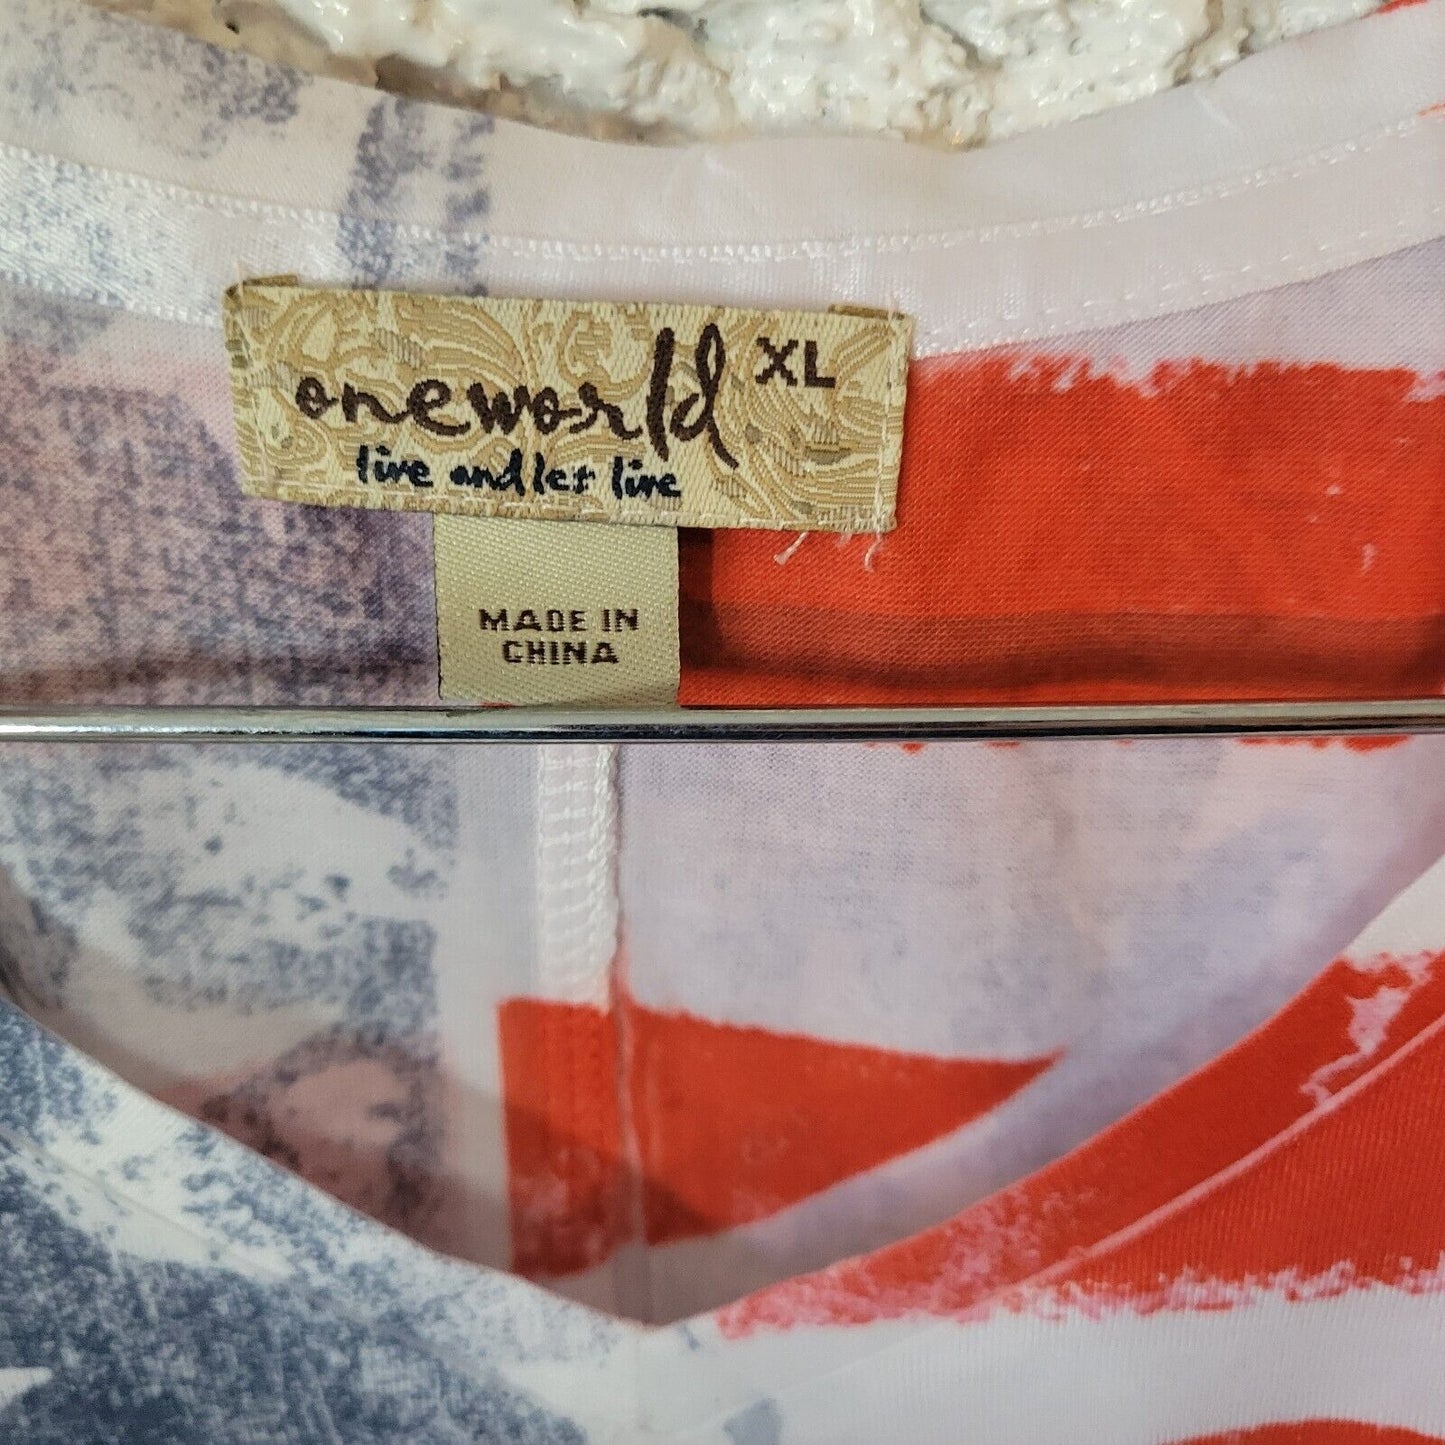 oneworld XL
live and let live
MADE IN
CHINA